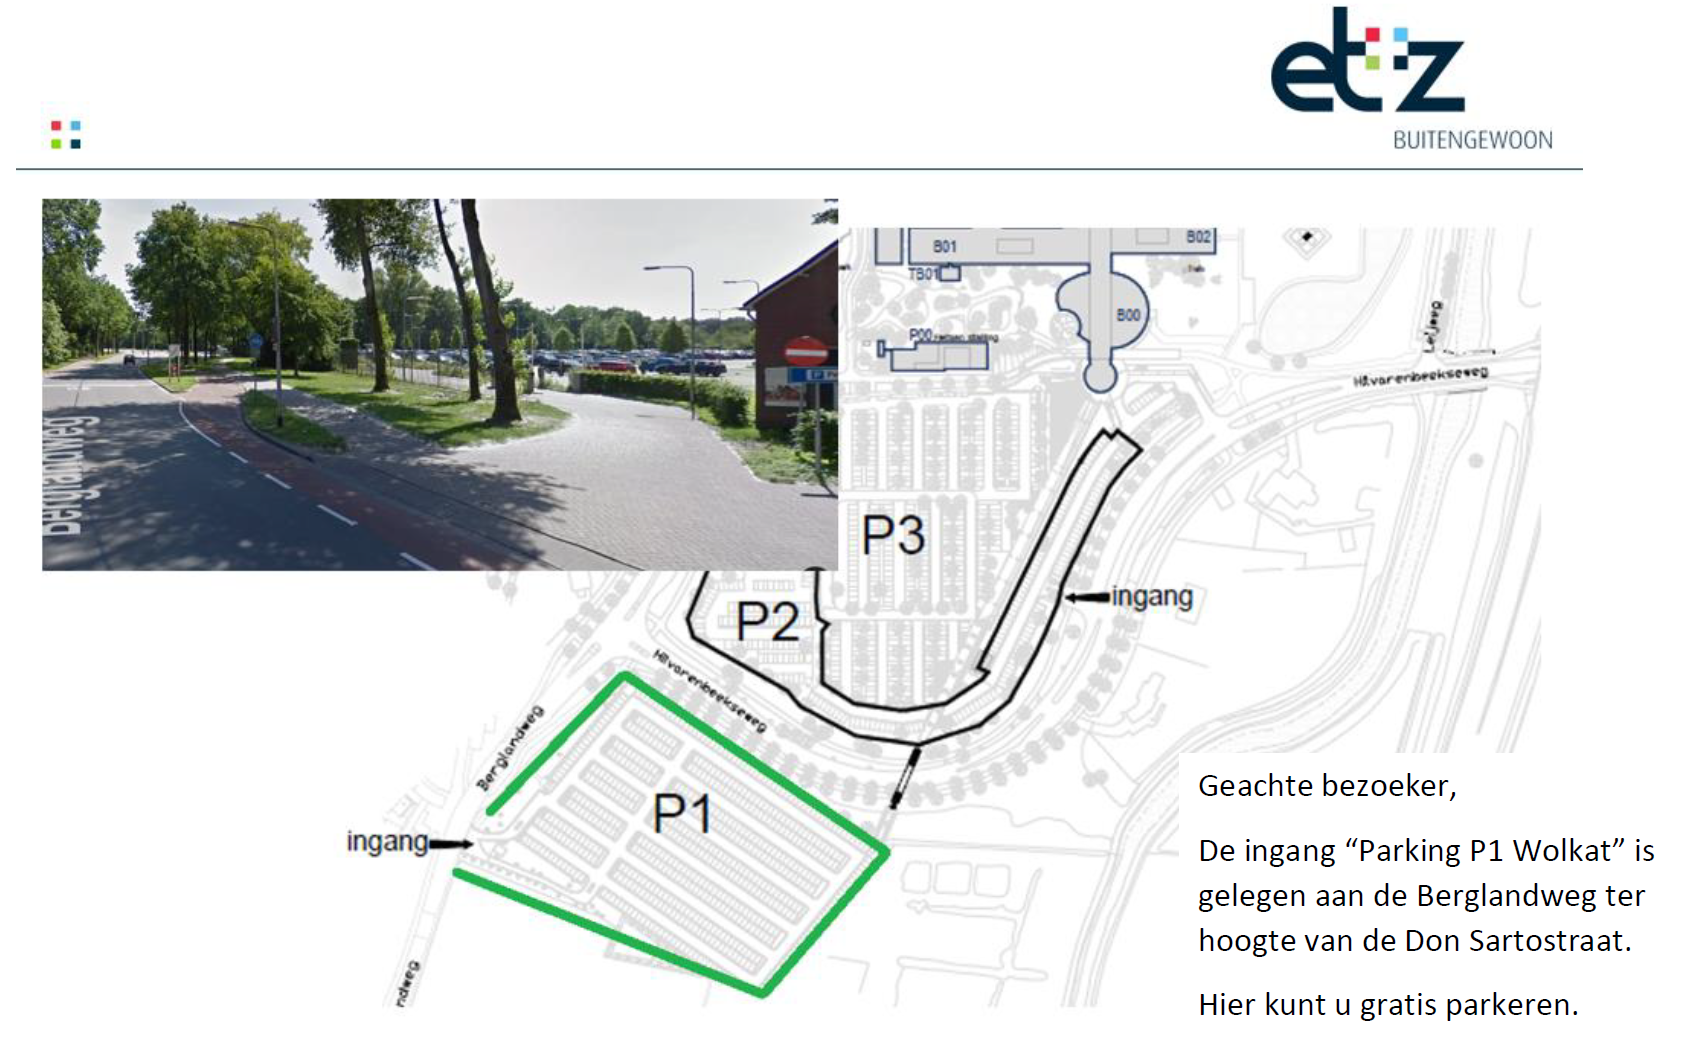 etz
BUITENGEWOON
Berglandweg
P
B01
B02
TB01
B00
P00
Le'jweg
Hilvarenbeekseweg
P3
P2
ingang
Hilvarenbeekseweg
Berglandweg
P1
ingang
ndweg
Geachte bezoeker,
De ingang “Parking P1 Wolkat” is
gelegen aan de Berglandweg ter
hoogte van de Don Sartostraat.
Hier kunt u gratis parkeren.